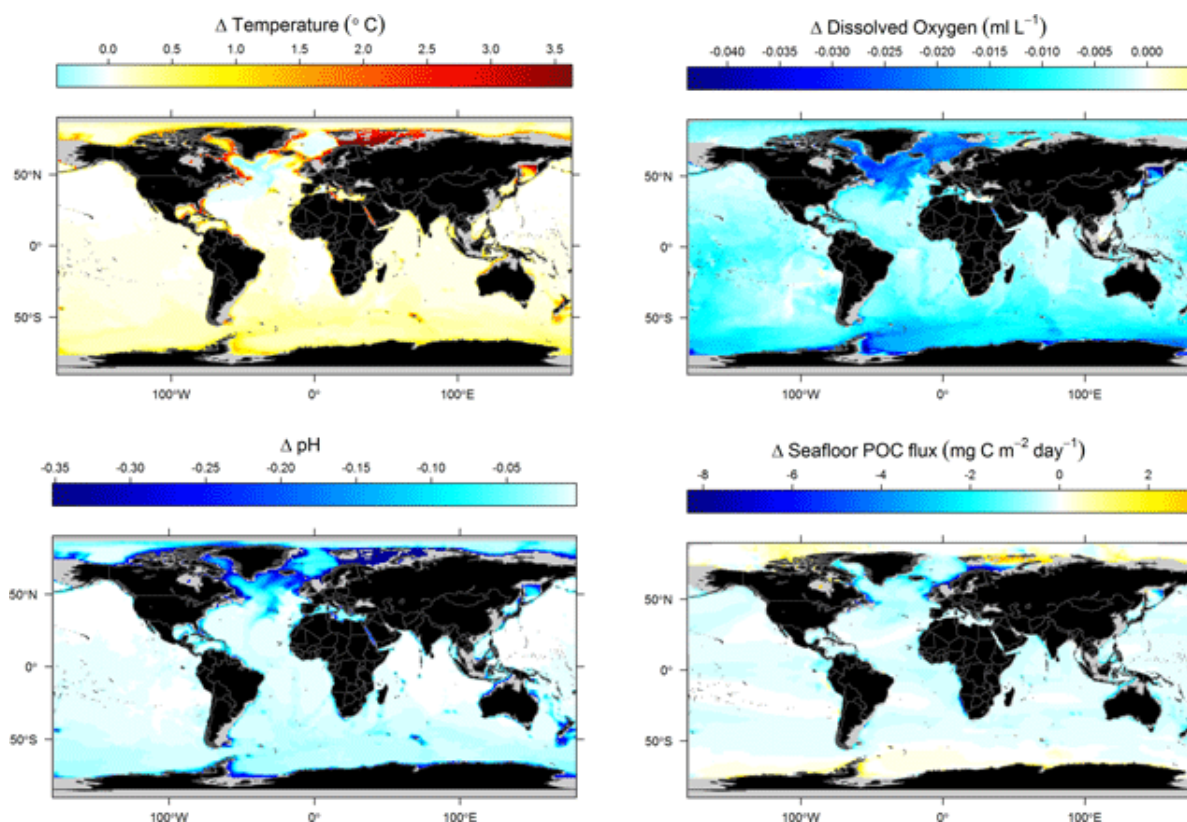 Δ Temperature (° C)
0.0 0.5 1.0 1.5 2.0 2.5 3.0 3.5
50°N
0°
50°S
100°W 0° 100°E
Δ Dissolved Oxygen (ml L⁻¹)
-0.040 -0.035 -0.030 -0.025 -0.020 -0.015 -0.010 -0.005 0.000
50°N
0°
50°S
100°W 0° 100°E
Δ pH
-0.35 -0.30 -0.25 -0.20 -0.15 -0.10 -0.05
50°N
0°
50°S
100°W 0° 100°E
Δ Seafloor POC flux (mg C m⁻² day⁻¹)
-8 -6 -4 -2 0 2
50°N
0°
50°S
100°W 0° 100°E